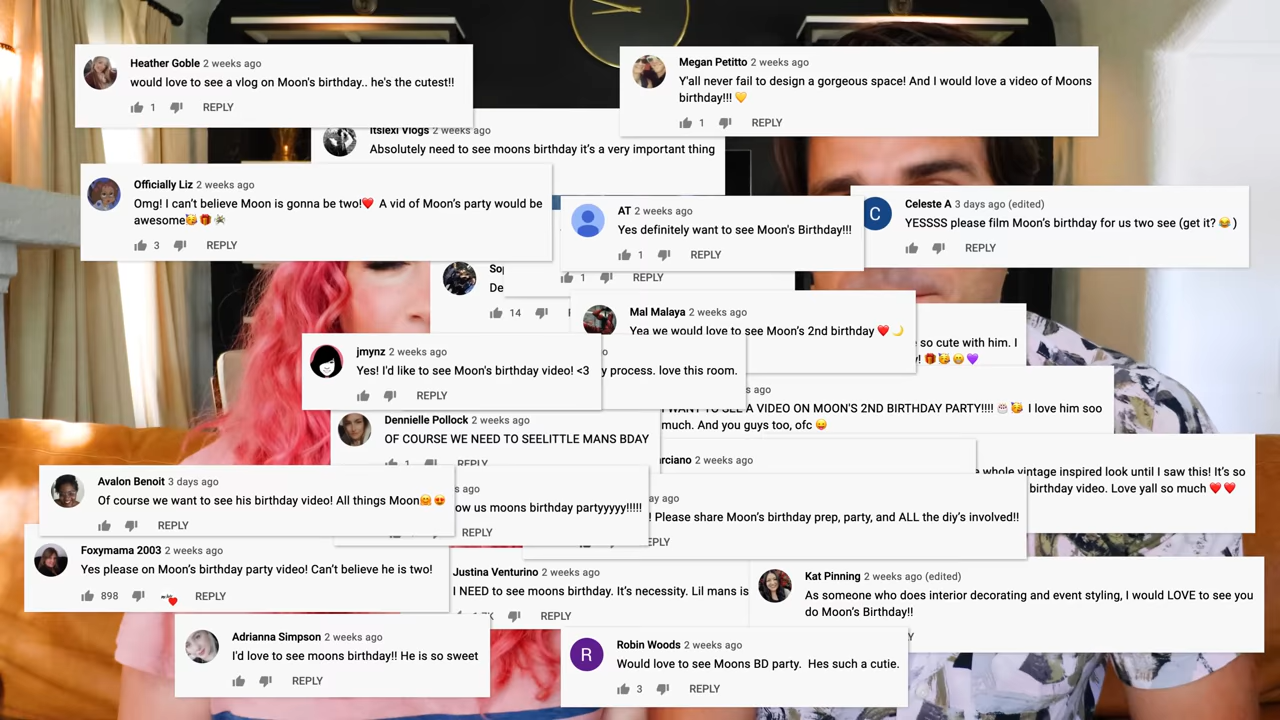 Heather Goble 2 weeks ago
would love to see a vlog on Moon's birthday.. he's the cutest!!
1 REPLY
Megan Petitto 2 weeks ago
Y'all never fail to design a gorgeous space! And I would love a video of Moons
birthday!!! 💛
1 REPLY
itslexi Vlogs 2 weeks ago
Absolutely need to see moons birthday it's a very important thing
Officially Liz 2 weeks ago
Omg! I can't believe Moon is gonna be two!❤️ A vid of Moon's party would be
awesome🥳🎁🕷
3 REPLY
AT 2 weeks ago
Yes definitely want to see Moon's Birthday!!!
1 REPLY
Celeste A 3 days ago (edited)
YESSSS please film Moon's birthday for us two see (get it? 😂)
REPLY
1 REPLY
De
14
Mal Malaya 2 weeks ago
Yea we would love to see Moon's 2nd birthday ❤️🌙
so cute with him. I
! 🎁🥳😁💜
jmynz 2 weeks ago
Yes! I'd like to see Moon's birthday video! <3
REPLY
process. love this room.
ago
WANT TO SEE A VIDEO ON MOON'S 2ND BIRTHDAY PARTY!!!! 🎂🥳 I love him soo
much. And you guys too, ofc 😛
Dennielle Pollock 2 weeks ago
OF COURSE WE NEED TO SEELITTLE MANS BDAY
1 REPLY
2 weeks ago
whole vintage inspired look until I saw this! It's so
birthday video. Love yall so much ❤️❤️
Avalon Benoit 3 days ago
Of course we want to see his birthday video! All things Moon🤗😍
REPLY
ago
us moons birthday partyyyyy!!!!!
REPLY
ago
! Please share Moon's birthday prep, party, and ALL the diy's involved!!
Foxymama 2003 2 weeks ago
Yes please on Moon's birthday party video! Can't believe he is two!
898 REPLY
Justina Venturino 2 weeks ago
I NEED to see moons birthday. It's necessity. Lil mans is
REPLY
Kat Pinning 2 weeks ago (edited)
As someone who does interior decorating and event styling, I would LOVE to see you
do Moon's Birthday!!
Adrianna Simpson 2 weeks ago
I'd love to see moons birthday!! He is so sweet
REPLY
Robin Woods 2 weeks ago
Would love to see Moons BD party. Hes such a cutie.
3 REPLY